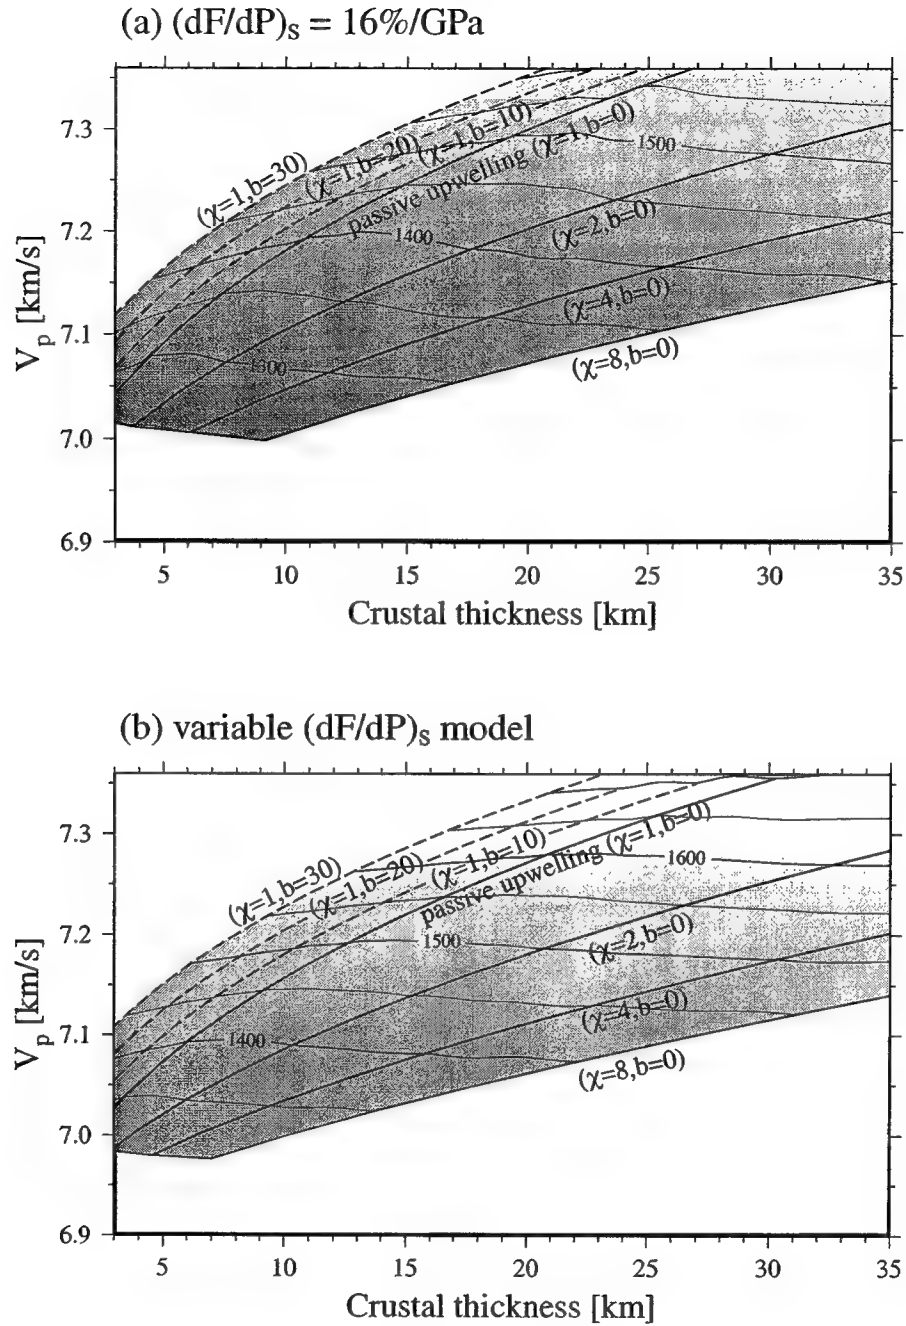 (a) (dF/dP)s = 16%/GPa
7.3
7.2
7.1
7.0
6.9
Vp [km/s]
(χ=1,b=30)
(χ=1,b=20)
(χ=1,b=10)
passive upwelling (χ=1,b=0)
(χ=2,b=0)
(χ=4,b=0)
(χ=8,b=0)
1500
1400
1300
5 10 15 20 25 30 35
Crustal thickness [km]
(b) variable (dF/dP)s model
7.3
7.2
7.1
7.0
6.9
Vp [km/s]
(χ=1,b=30)
(χ=1,b=20)
(χ=1,b=10)
passive upwelling (χ=1,b=0)
(χ=2,b=0)
(χ=4,b=0)
(χ=8,b=0)
1600
1500
1400
5 10 15 20 25 30 35
Crustal thickness [km]